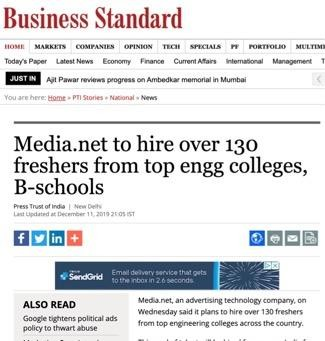 Business Standard
HOME MARKETS COMPANIES OPINION TECH SPECIALS PF PORTFOLIO MULTIM
Today's Paper Latest News Economy Finance Current Affairs International Management T
JUST IN Ajit Pawar reviews progress on Ambedkar memorial in Mumbai
You are here: Home » PTI Stories » National » News
Media.net to hire over 130
freshers from top engg colleges,
B-schools
Press Trust of India | New Delhi
Last Updated at December 11, 2019 21:05 IST
SendGrid Email delivery service that gets
to the inbox in 2.6 seconds.
ALSO READ
Google tightens political ads
policy to thwart abuse
Media.net, an advertising technology company, on
Wednesday said it plans to hire over 130 freshers
from top engineering colleges across the country.